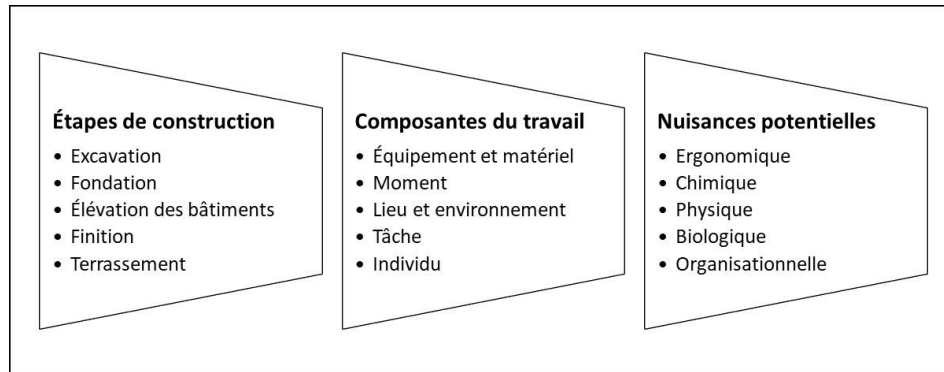 Étapes de construction
• Excavation
• Fondation
• Élévation des bâtiments
• Finition
• Terrassement
Composantes du travail
• Équipement et matériel
• Moment
• Lieu et environnement
• Tâche
• Individu
Nuisances potentielles
• Ergonomique
• Chimique
• Physique
• Biologique
• Organisationnelle